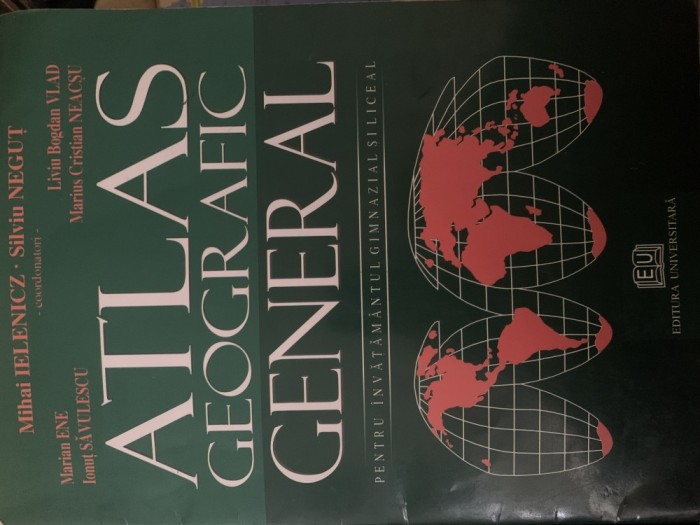 Mihai IELENICZ · Silviu NEGUȚ
- coordonatori -
Marian ENE
Ionuț SĂVULESCU
Liviu Bogdan VLAD
Marius Cristian NEACȘU
ATLAS
GEOGRAFIC
GENERAL
PENTRU ÎNVĂȚĂMÂNTUL GIMNAZIAL ȘI LICEAL
EU
EDITURA UNIVERSITARĂ